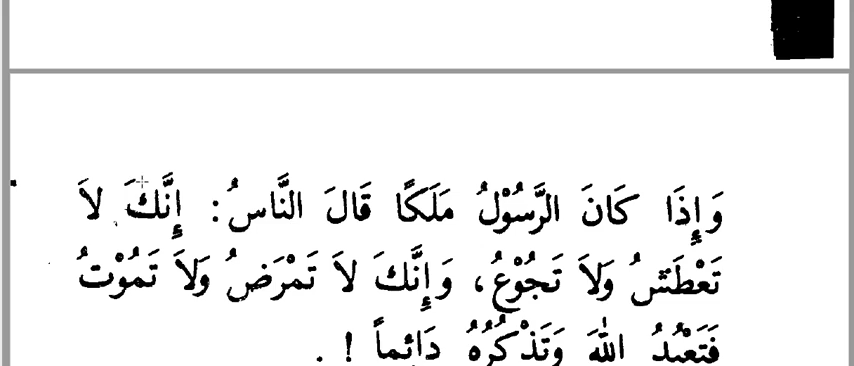 وَإِذَا كَانَ الرَّسُوْلُ مَلَكًا قَالَ النَّاسُ : إِنَّكَ لاَ
تَعْطَشُ وَلاَ تَجُوْعُ، وَإِنَّكَ لاَ تَمْرَضُ وَلاَ تَمُوْتُ
فَتَعْبُدُ اللهَ وَتَذْكُرُهُ دَائِماً ! .